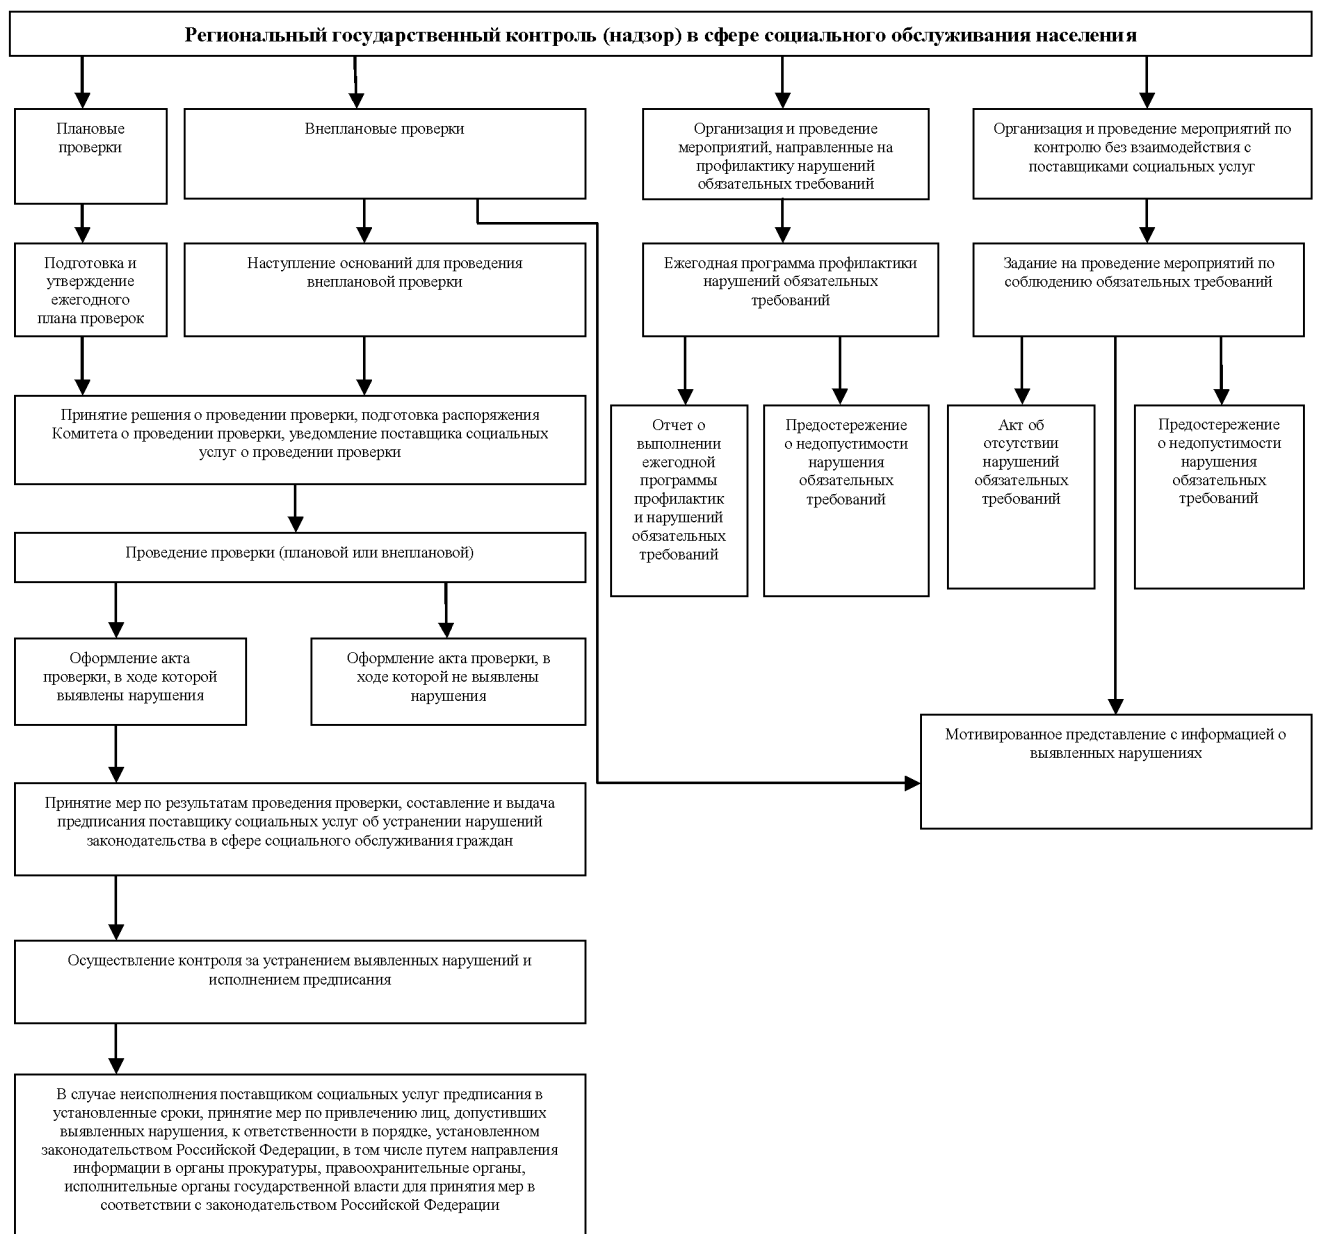 Региональный государственный контроль (надзор) в сфере социального обслуживания населения
Плановые
проверки
Внеплановые проверки
Организация и проведение
мероприятий, направленные на
профилактику нарушений
обязательных требований
Организация и проведение мероприятий по
контролю без взаимодействия с
поставщиками социальных услуг
Подготовка и
утверждение
ежегодного
плана проверок
Наступление оснований для проведения
внеплановой проверки
Ежегодная программа профилактики
нарушений обязательных
требований
Задание на проведение мероприятий по
соблюдению обязательных требований
Принятие решения о проведении проверки, подготовка распоряжения
Комитета о проведении проверки, уведомление поставщика социальных
услуг о проведении проверки
Отчет о
выполнении
ежегодной
программы
профилактик
и нарушений
обязательных
требований
Предостережение
о недопустимости
нарушения
обязательных
требований
Акт об
отсутствии
нарушений
обязательных
требований
Предостережение
о недопустимости
нарушения
обязательных
требований
Проведение проверки (плановой или внеплановой)
Оформление акта
проверки, в ходе которой
выявлены нарушения
Оформление акта проверки, в
ходе которой не выявлены
нарушения
Мотивированное представление с информацией о
выявленных нарушениях
Принятие мер по результатам проведения проверки, составление и выдача
предписания поставщику социальных услуг об устранении нарушений
законодательства в сфере социального обслуживания граждан
Осуществление контроля за устранением выявленных нарушений и
исполнением предписания
В случае неисполнения поставщиком социальных услуг предписания в
установленные сроки, принятие мер по привлечению лиц, допустивших
выявленных нарушения, к ответственности в порядке, установленном
законодательством Российской Федерации, в том числе путем направления
информации в органы прокуратуры, правоохранительные органы,
исполнительные органы государственной власти для принятия мер в
соответствии с законодательством Российской Федерации